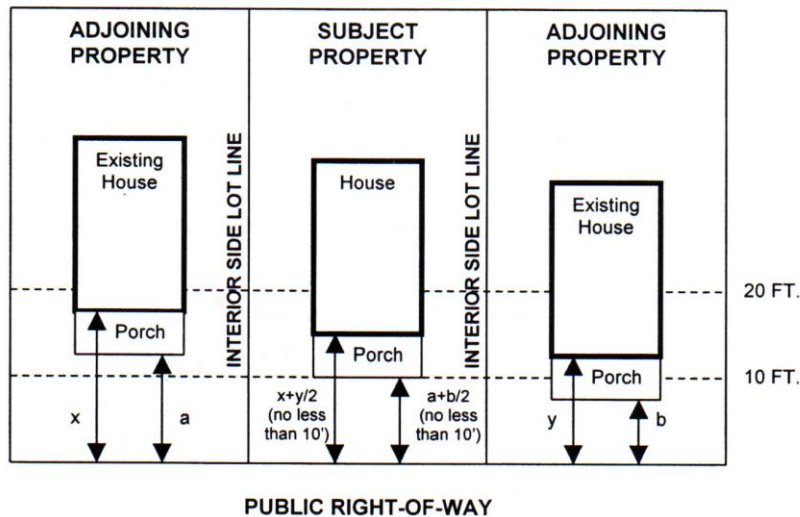 ADJOINING
PROPERTY
SUBJECT
PROPERTY
ADJOINING
PROPERTY
Existing
House
INTERIOR SIDE LOT LINE
House
INTERIOR SIDE LOT LINE
Existing
House
20 FT.
Porch
Porch
Porch
10 FT.
x
a
x+y/2
(no less
than 10')
a+b/2
(no less
than 10')
y
b
PUBLIC RIGHT-OF-WAY